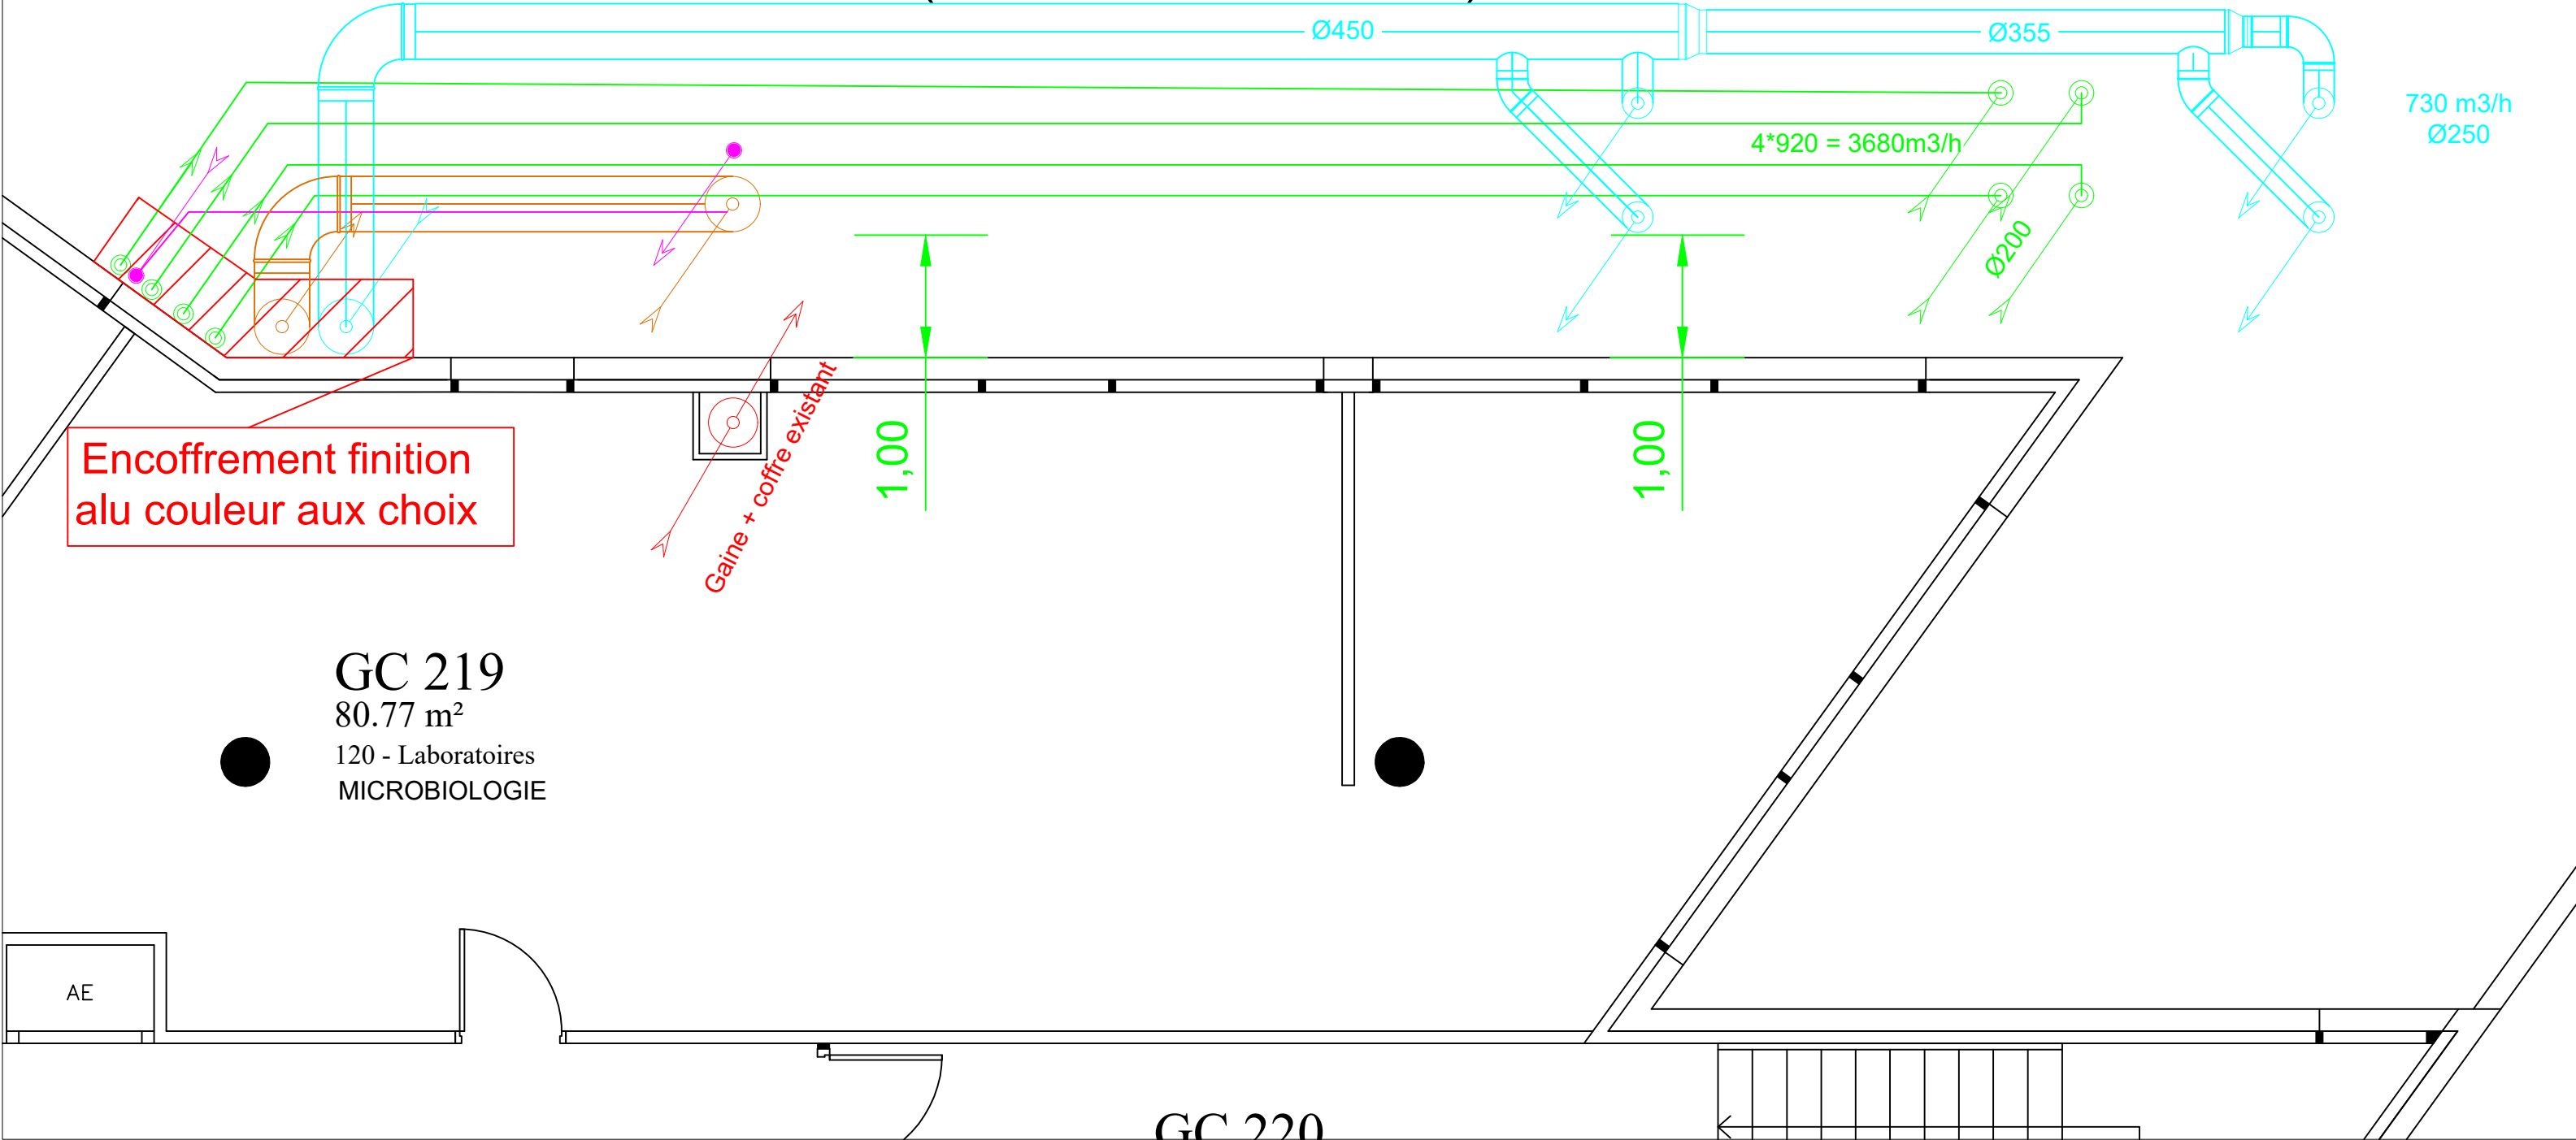 Ø450
Ø355
730 m3/h
Ø250
4*920 = 3680m3/h
Ø200
Encoffrement finition
alu couleur aux choix
Gaine + coffre existant
1,00
1,00
GC 219
80.77 m²
120 - Laboratoires
MICROBIOLOGIE
AE
GC 220